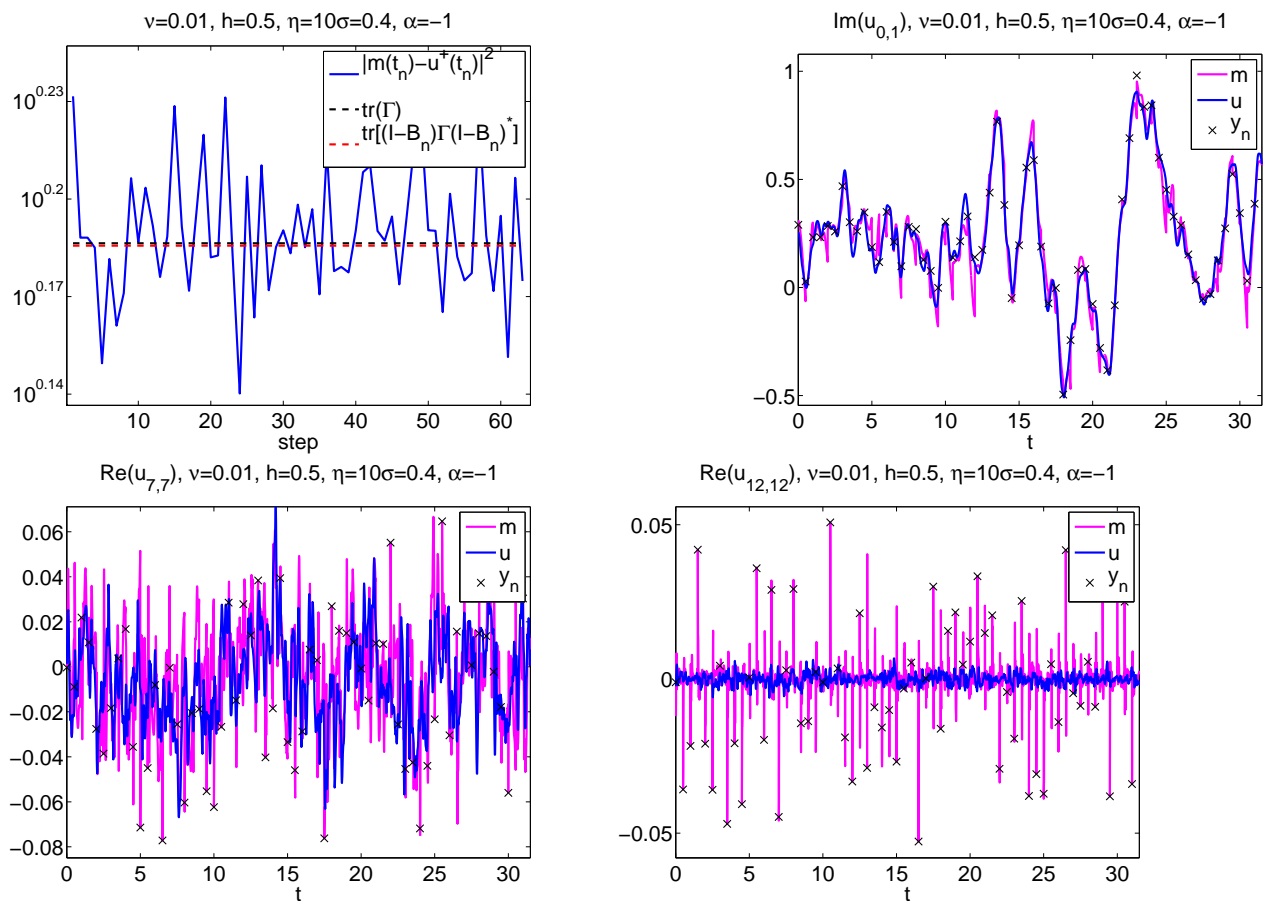 ν=0.01, h=0.5, η=10σ=0.4, α=−1
|m(t_n)−u^+(t_n)|^2
tr(Γ)
tr[(I−B_n)Γ(I−B_n)^*]
10^0.23
10^0.2
10^0.17
10^0.14
10 20 30 40 50 60
step
Im(u_0,1), ν=0.01, h=0.5, η=10σ=0.4, α=−1
m
u
y_n
1
0.5
0
−0.5
0 5 10 15 20 25 30
t
Re(u_7,7), ν=0.01, h=0.5, η=10σ=0.4, α=−1
m
u
y_n
0.06
0.04
0.02
0
−0.02
−0.04
−0.06
−0.08
0 5 10 15 20 25 30
t
Re(u_12,12), ν=0.01, h=0.5, η=10σ=0.4, α=−1
m
u
y_n
0.05
0
−0.05
0 5 10 15 20 25 30
t